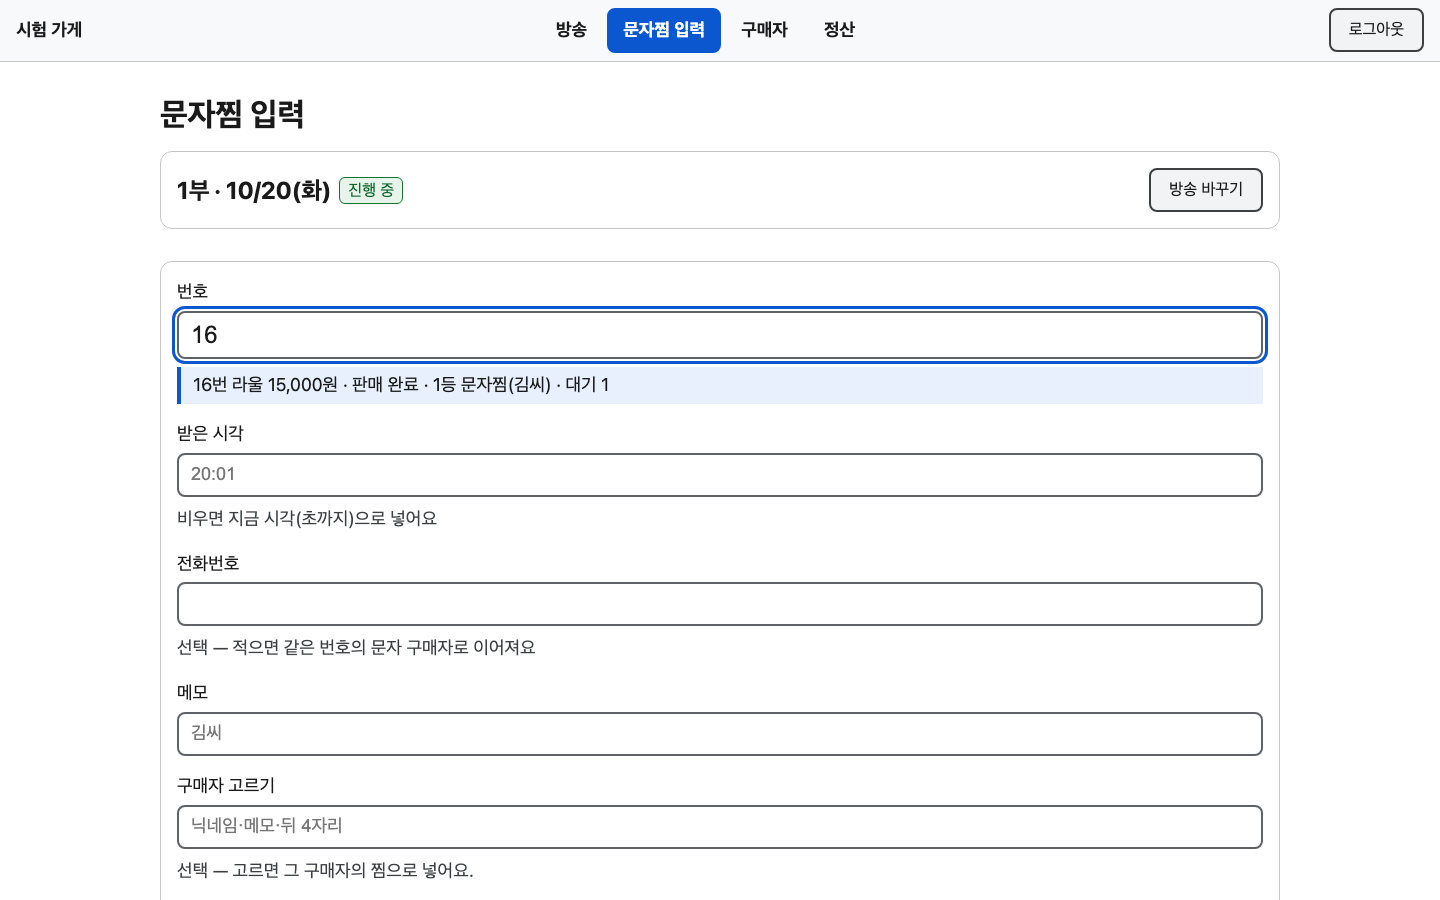 시험 가게
방송
문자찜 입력
구매자
정산
로그아웃
문자찜 입력
1부 · 10/20(화) 진행 중
방송 바꾸기
번호
16
16번 라울 15,000원 · 판매 완료 · 1등 문자찜(김씨) · 대기 1
받은 시각
20:01
비우면 지금 시각(초까지)으로 넣어요
전화번호
선택 — 적으면 같은 번호의 문자 구매자로 이어져요
메모
김씨
구매자 고르기
닉네임·메모·뒤 4자리
선택 — 고르면 그 구매자의 찜으로 넣어요.